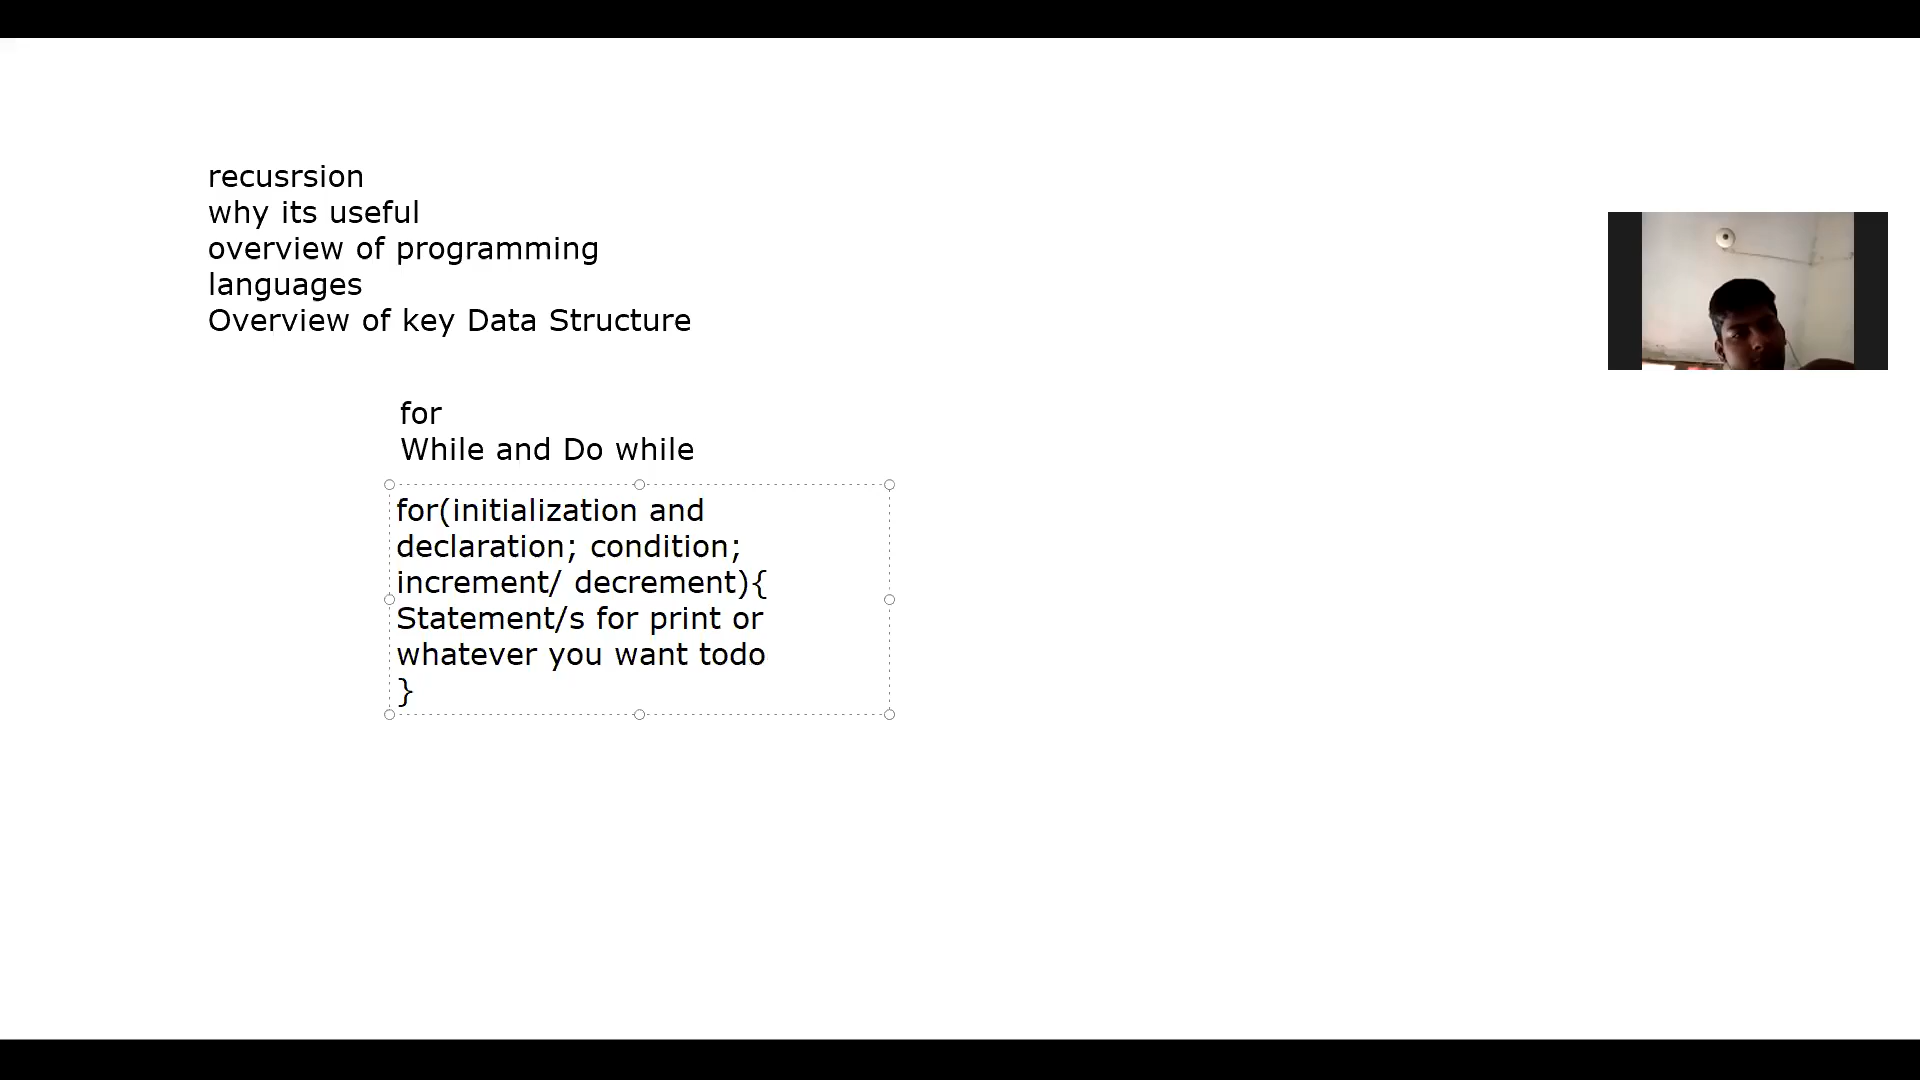 recusrsion
why its useful
overview of programming
languages
Overview of key Data Structure
for
While and Do while
for(initialization and
declaration; condition;
increment/ decrement){
Statement/s for print or
whatever you want todo
}